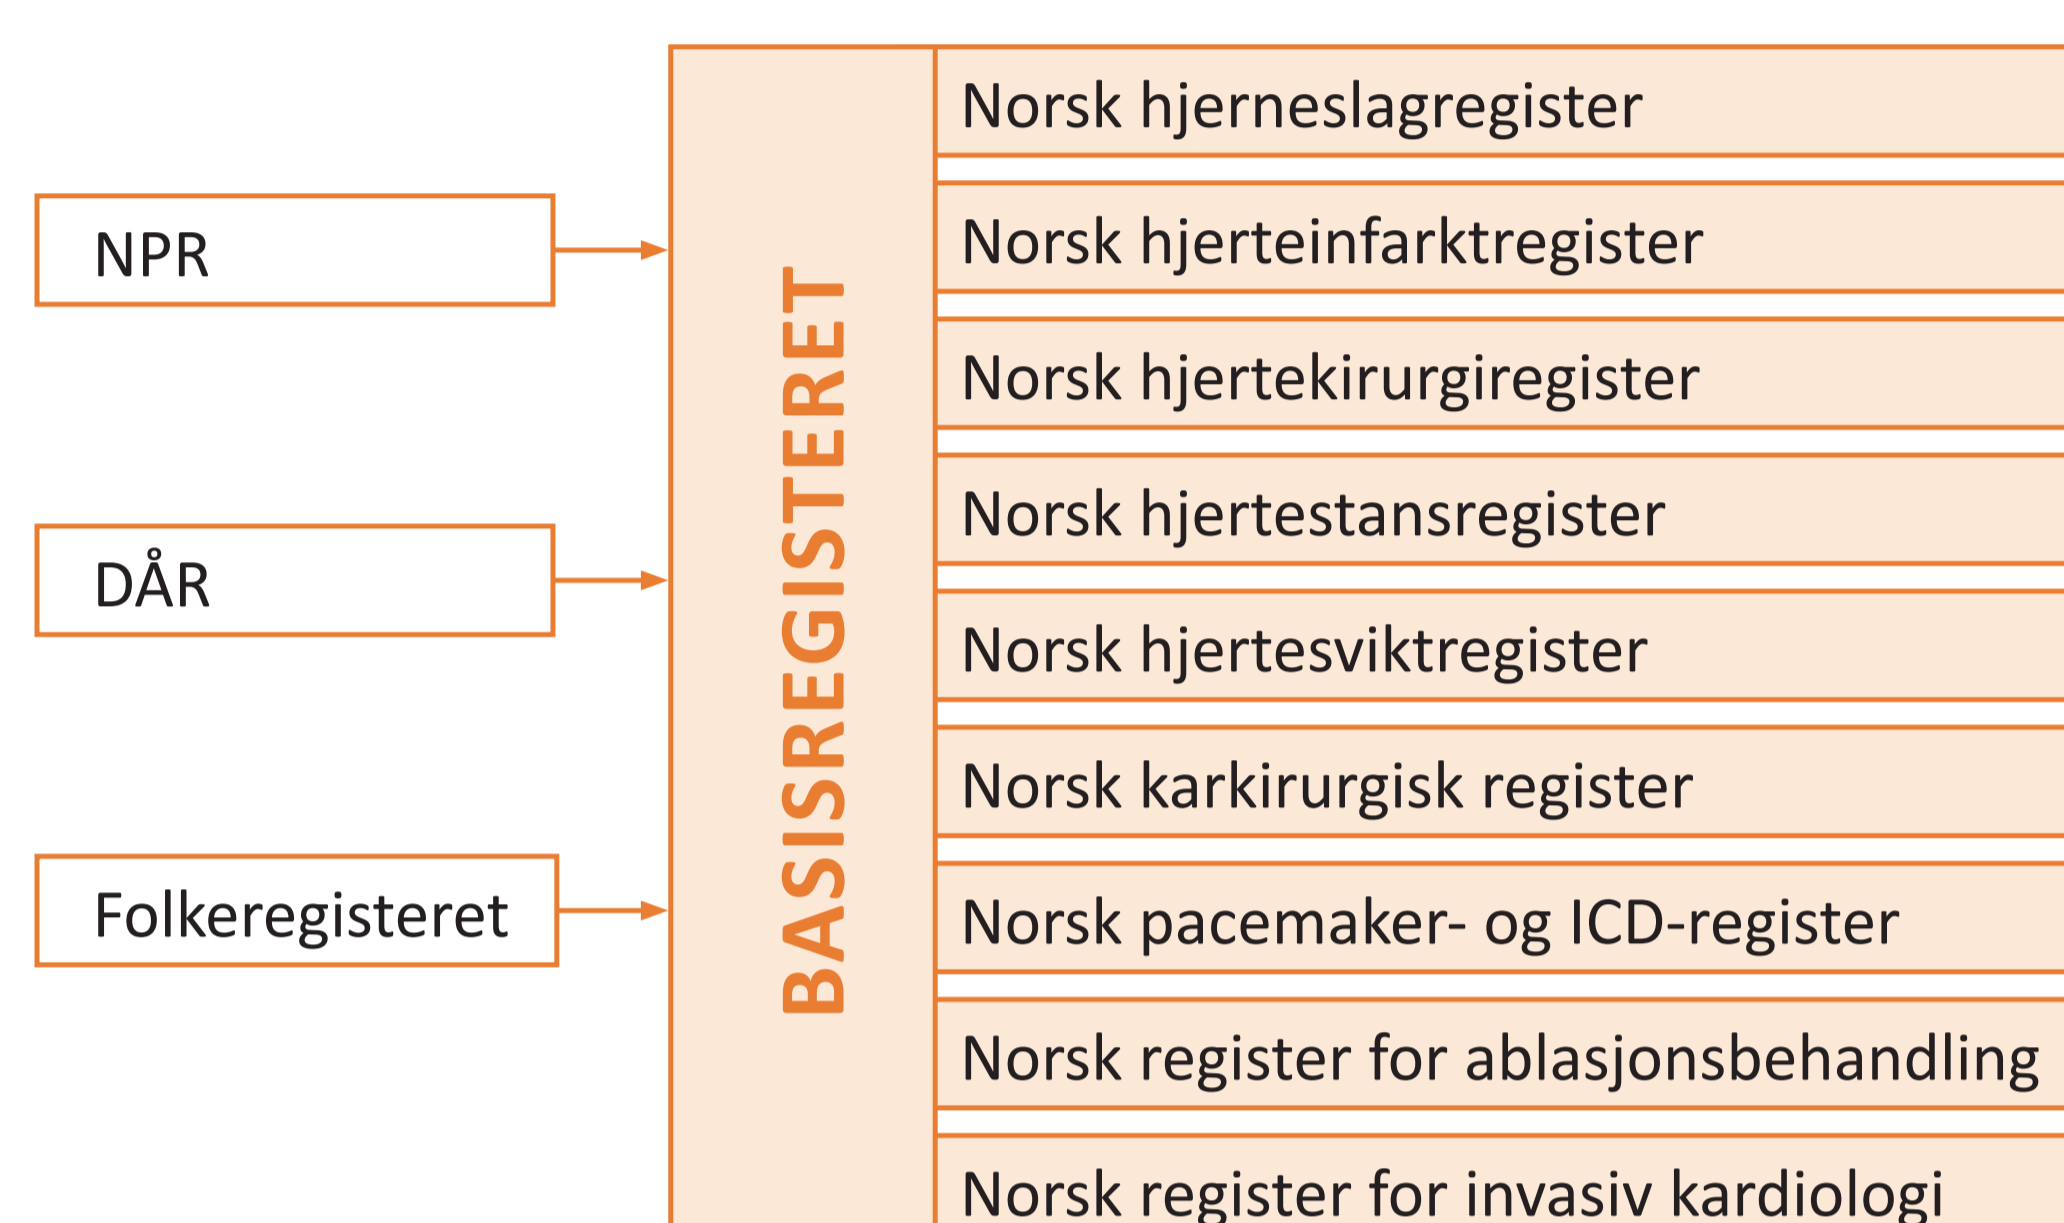 NPR
DÅR
Folkeregisteret
BASISREGISTERET
Norsk hjerneslagregister
Norsk hjerteinfarktregister
Norsk hjertekirurgiregister
Norsk hjertestansregister
Norsk hjertesviktregister
Norsk karkirurgisk register
Norsk pacemaker- og ICD-register
Norsk register for ablasjonsbehandling
Norsk register for invasiv kardiologi